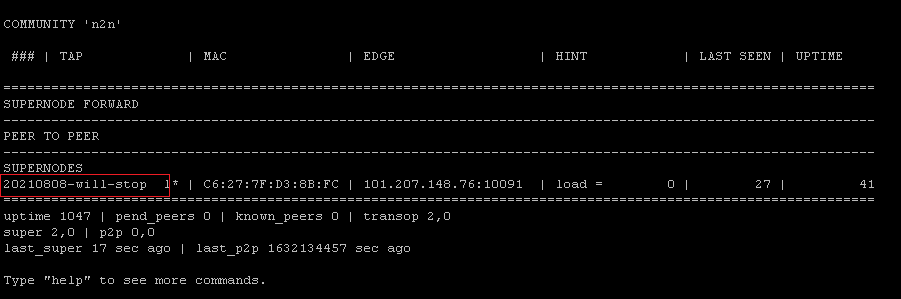 COMMUNITY 'n2n'
### | TAP | MAC | EDGE | HINT | LAST SEEN | UPTIME
================================================================================================================
SUPERNODE FORWARD
----------------------------------------------------------------------------------------------------------------
PEER TO PEER
----------------------------------------------------------------------------------------------------------------
SUPERNODES
20210808-will-stop  l* | C6:27:7F:D3:8B:FC | 101.207.148.76:10091 | load = 0 | 27 | 41
================================================================================================================
uptime 1047 | pend_peers 0 | known_peers 0 | transop 2,0
super 2,0 | p2p 0,0
last_super 17 sec ago | last_p2p 1632134457 sec ago
Type "help" to see more commands.